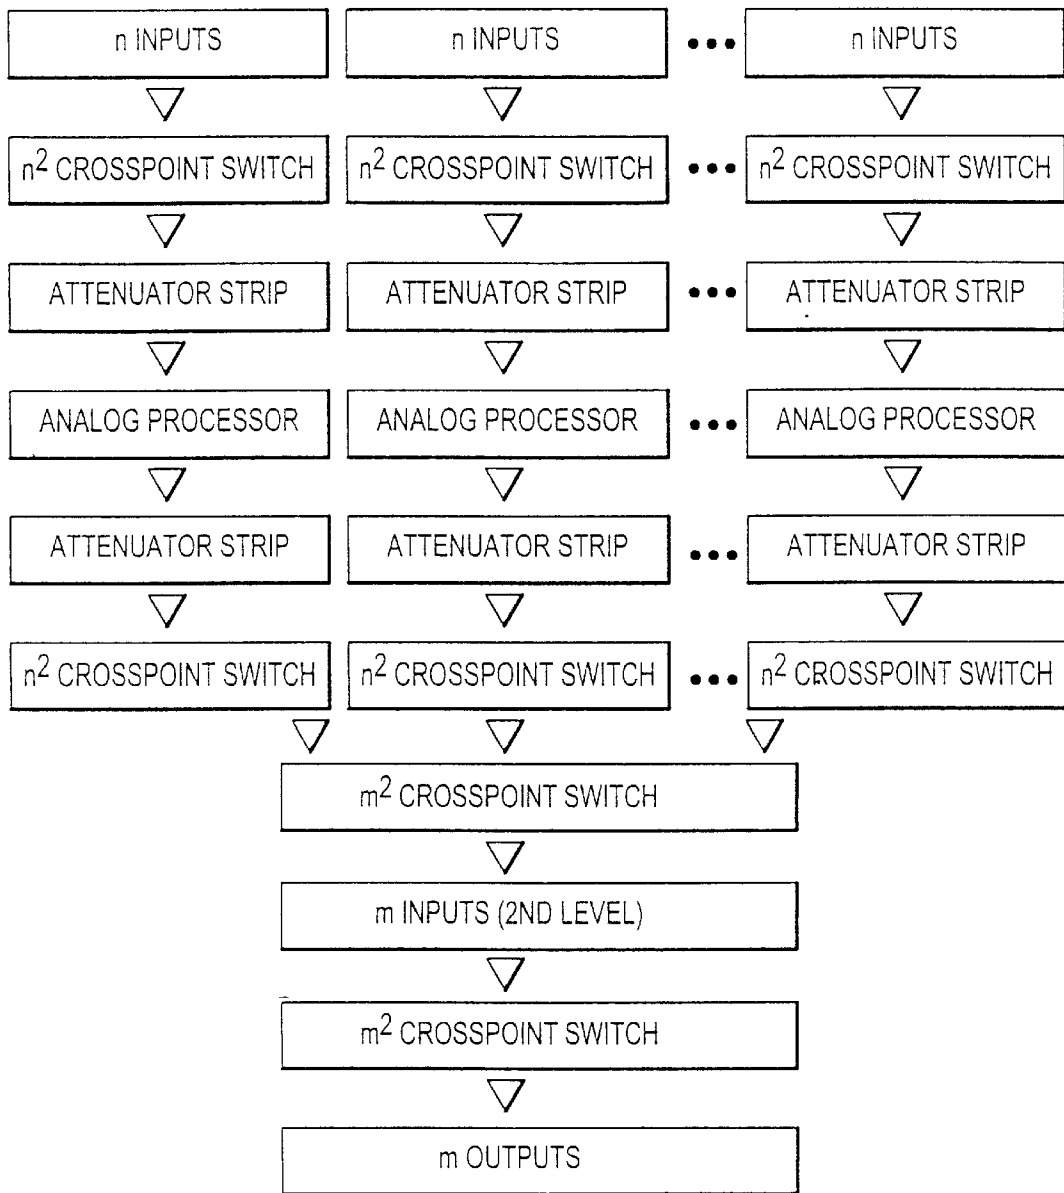 n INPUTS n INPUTS ••• n INPUTS
n² CROSSPOINT SWITCH n² CROSSPOINT SWITCH ••• n² CROSSPOINT SWITCH
ATTENUATOR STRIP ATTENUATOR STRIP ••• ATTENUATOR STRIP
ANALOG PROCESSOR ANALOG PROCESSOR ••• ANALOG PROCESSOR
ATTENUATOR STRIP ATTENUATOR STRIP ••• ATTENUATOR STRIP
n² CROSSPOINT SWITCH n² CROSSPOINT SWITCH ••• n² CROSSPOINT SWITCH
m² CROSSPOINT SWITCH
m INPUTS (2ND LEVEL)
m² CROSSPOINT SWITCH
m OUTPUTS